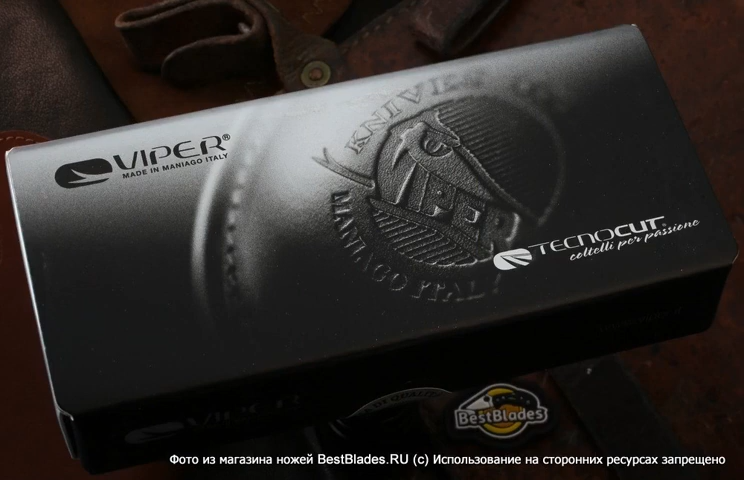 VIPER®
MADE IN MANIAGO ITALY
KNIVES
VIPER
MANIAGO ITALY
TECNOCUT®
coltelli per passione
VIPER
BestBlades
Фото из магазина ножей BestBlades.RU (c) Использование на сторонних ресурсах запрещено